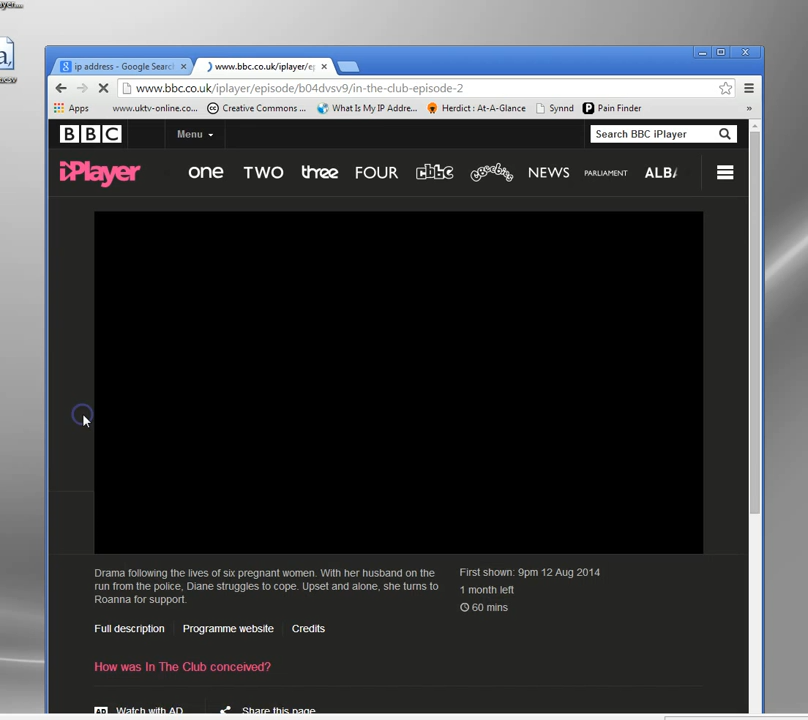 ip address - Google Search
www.bbc.co.uk/iplayer/e
www.bbc.co.uk/iplayer/episode/b04dvsv9/in-the-club-episode-2
Apps www.uktv-online.co... Creative Commons ... What Is My IP Addre... Herdict : At-A-Glance Synnd Pain Finder »
BBC Menu Search BBC iPlayer
iPlayer one TWO three FOUR cbbc cbeebies NEWS PARLIAMENT ALBA
Drama following the lives of six pregnant women. With her husband on the
run from the police, Diane struggles to cope. Upset and alone, she turns to
Roanna for support.
First shown: 9pm 12 Aug 2014
1 month left
60 mins
Full description Programme website Credits
How was In The Club conceived?
AD Watch with AD Share this page